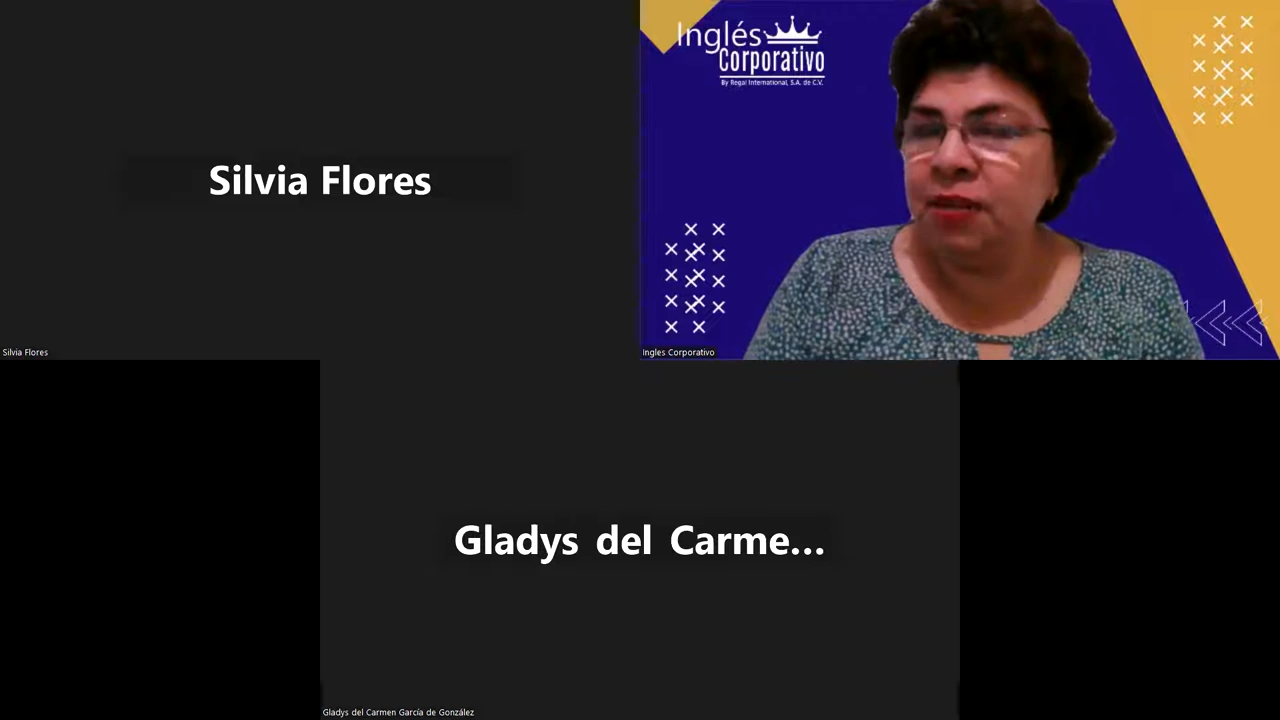 Silvia Flores
Silvia Flores
Inglés
Corporativo
By Regal International, S.A. de C.V.
Ingles Corporativo
Gladys del Carme...
Gladys del Carmen García de González